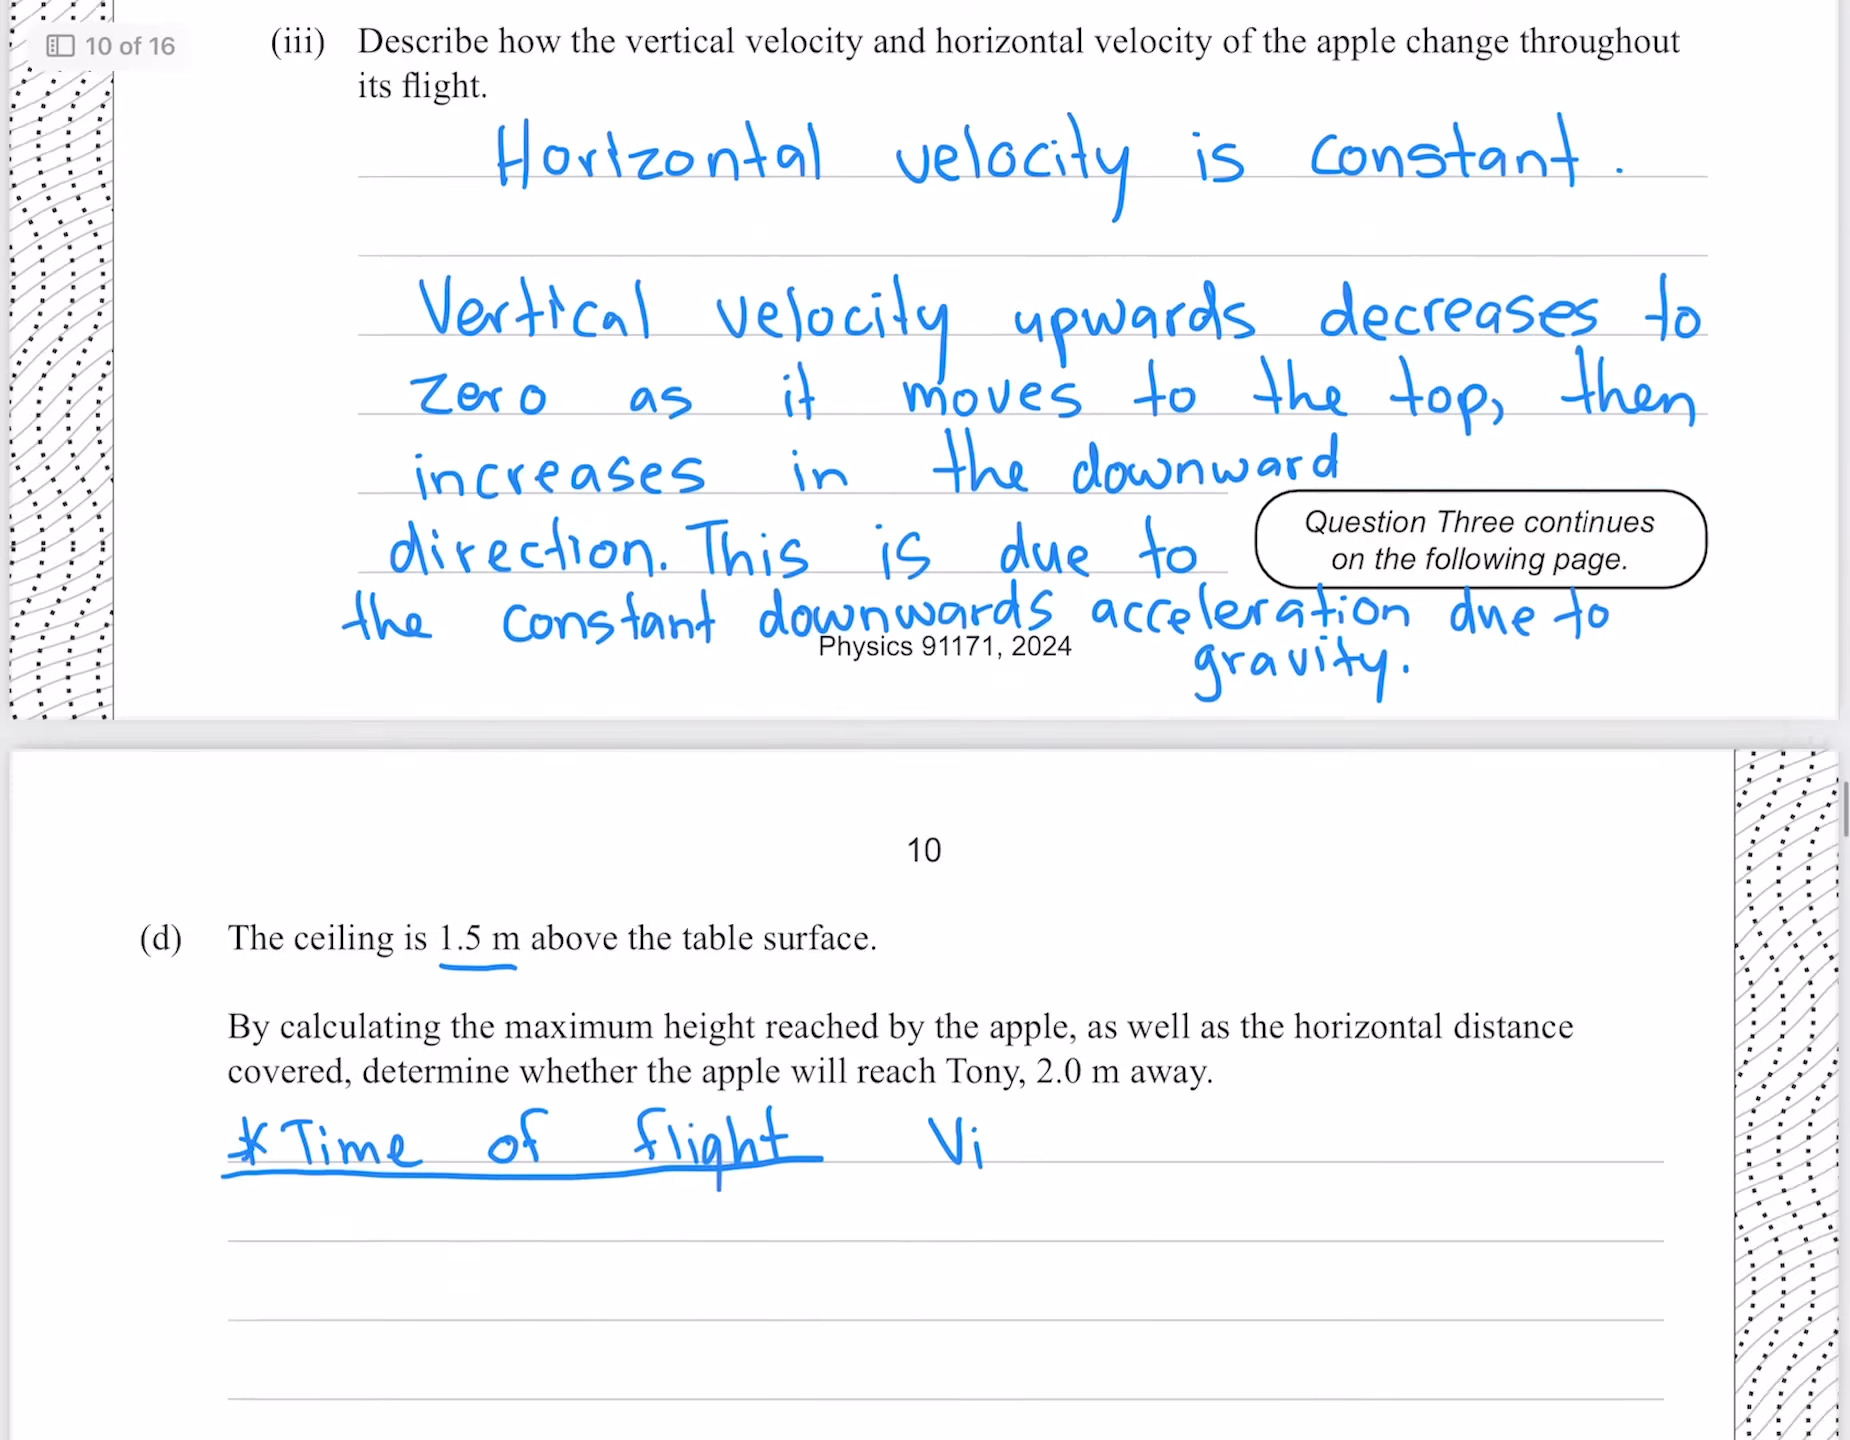 10 of 16
(iii) Describe how the vertical velocity and horizontal velocity of the apple change throughout
its flight.
Horizontal velocity is constant.
Vertical velocity upwards decreases to
zero as it moves to the top, then
increases in the downward
Question Three continues
on the following page.
direction. This is due to
the constant downwards acceleration due to
gravity.
Physics 91171, 2024
10
(d) The ceiling is 1.5 m above the table surface.
By calculating the maximum height reached by the apple, as well as the horizontal distance
covered, determine whether the apple will reach Tony, 2.0 m away.
* Time of flight Vi